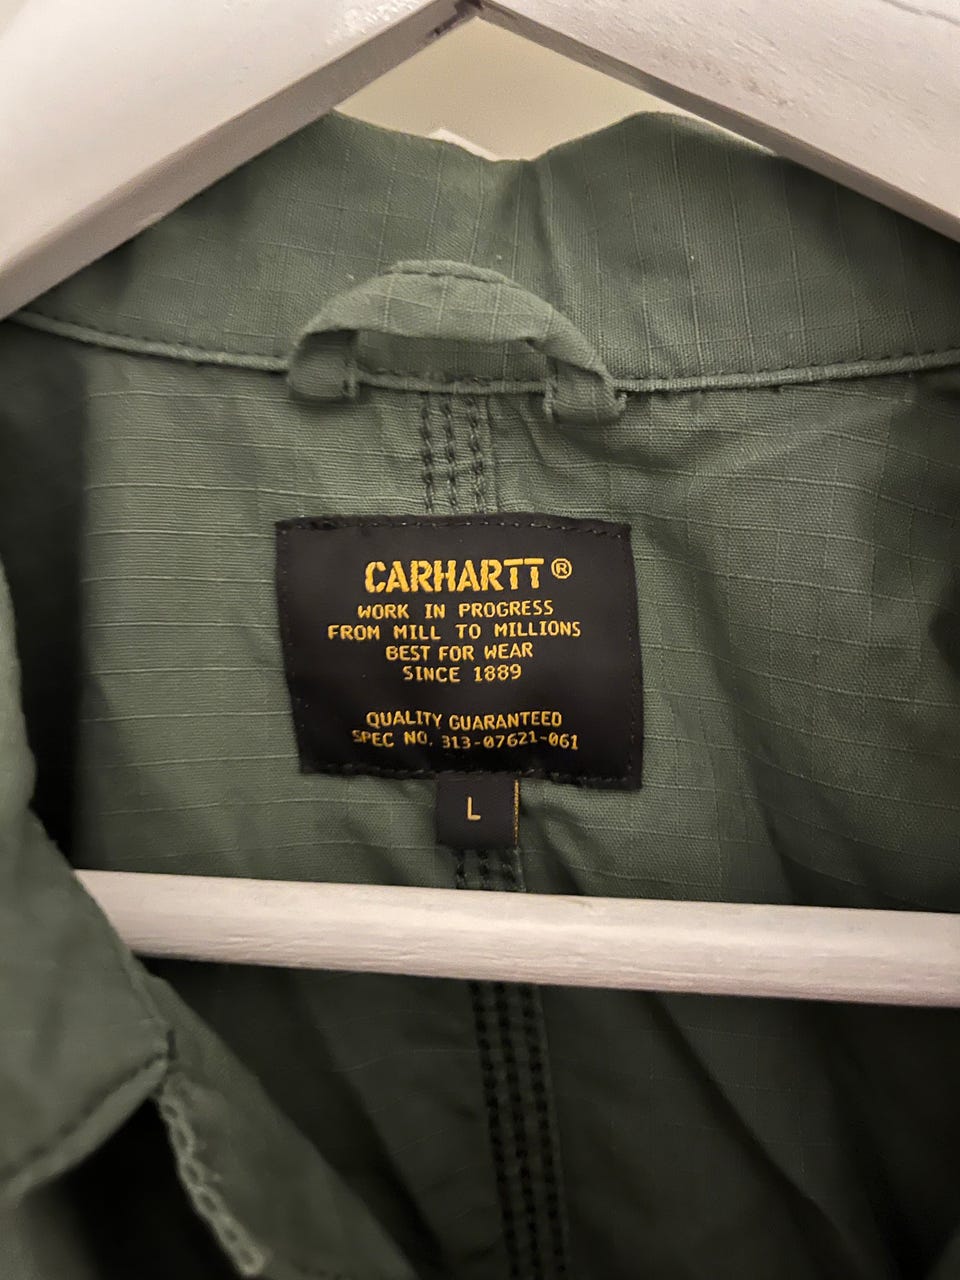 CARHARTT®
WORK IN PROGRESS
FROM MILL TO MILLIONS
BEST FOR WEAR
SINCE 1889
QUALITY GUARANTEED
SPEC NO. 313-07621-061
L